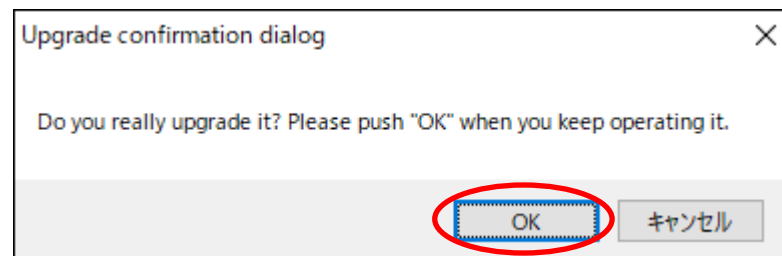 Upgrade confirmation dialog
Do you really upgrade it? Please push "OK" when you keep operating it.
OK
キャンセル